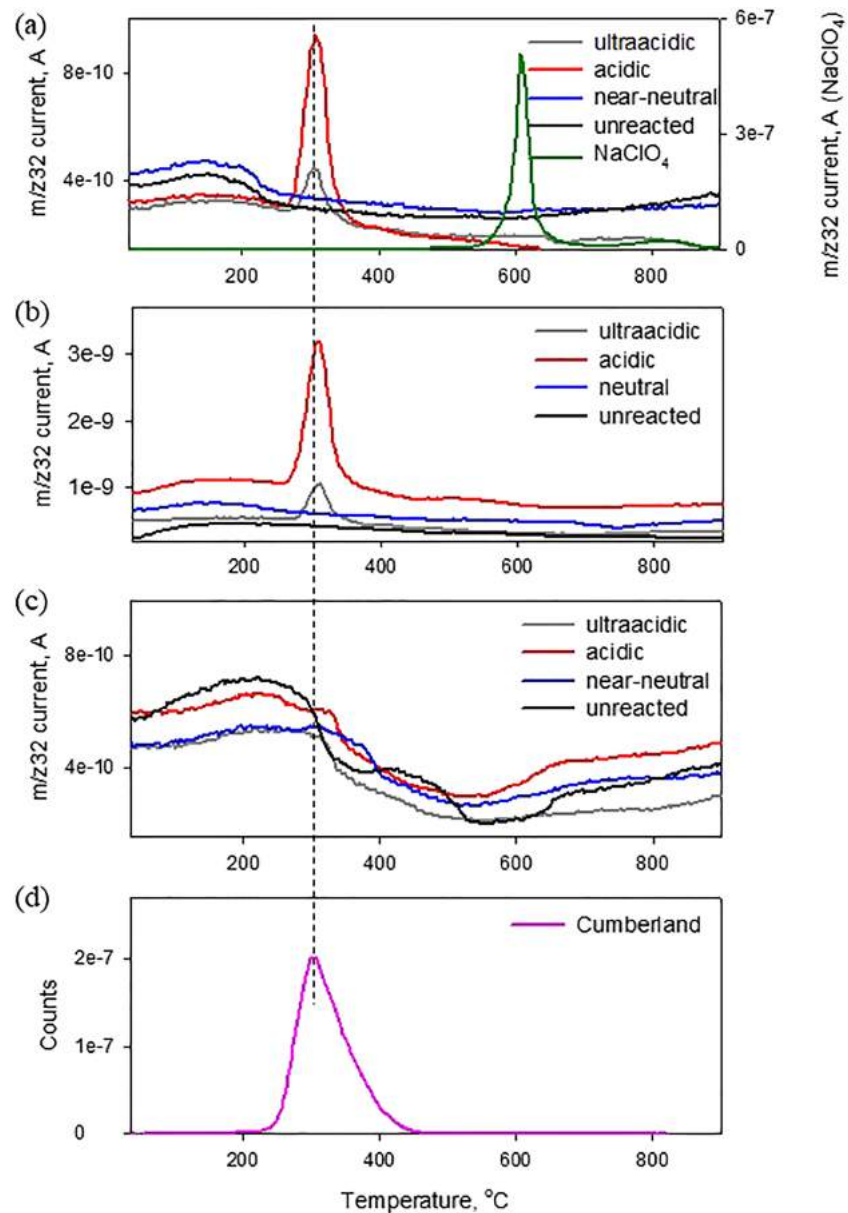 (a)
m/z32 current, A
8e-10
4e-10
ultraacidic
acidic
near-neutral
unreacted
NaClO₄
6e-7
3e-7
0
m/z32 current, A (NaClO₄)
200 400 600 800
(b)
m/z32 current, A
3e-9
2e-9
1e-9
ultraacidic
acidic
neutral
unreacted
200 400 600 800
(c)
m/z32 current, A
8e-10
4e-10
ultraacidic
acidic
near-neutral
unreacted
200 400 600 800
(d)
Counts
2e-7
1e-7
0
Cumberland
200 400 600 800
Temperature, °C